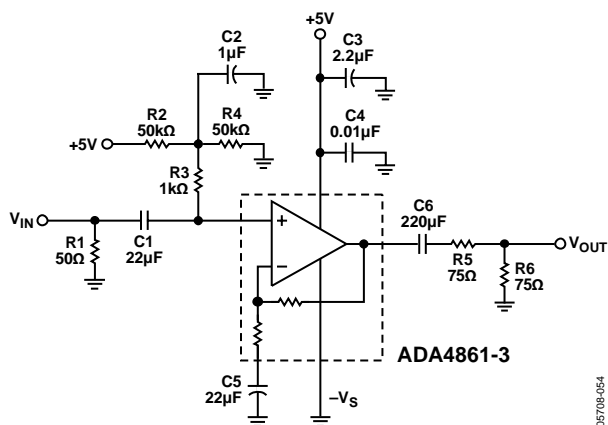 +5V
C2
1µF
C3
2.2µF
R2
50kΩ
R4
50kΩ
C4
0.01µF
+5V
R3
1kΩ
C6
220µF
VIN
+
VOUT
R1
50Ω
C1
22µF
R5
75Ω
R6
75Ω
–
ADA4861-3
C5
22µF
–VS
05708-054